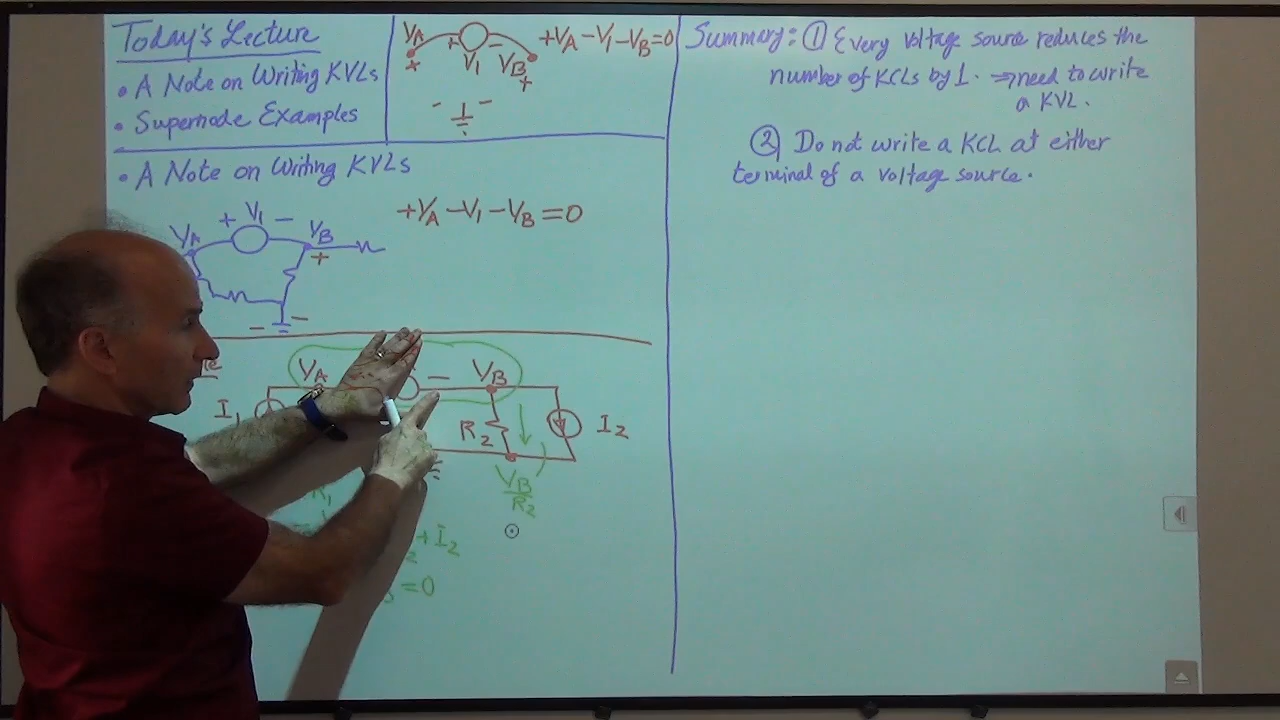 Today's Lecture
• A Note on Writing KVLs
• Supernode Examples
VA + V1 - VB +VA - V1 - VB = 0
+ +
- -
• A Note on Writing KVLs
+ V1 -
VA VB
+
+VA - V1 - VB = 0
- -
VA - VB
I1 R2 I2
VB/R2
R1
+ I2
= 0
Summary: ① Every voltage source reduces the
number of KCLs by 1. ⇒ need to write
a KVL.
② Do not write a KCL at either
terminal of a voltage source.